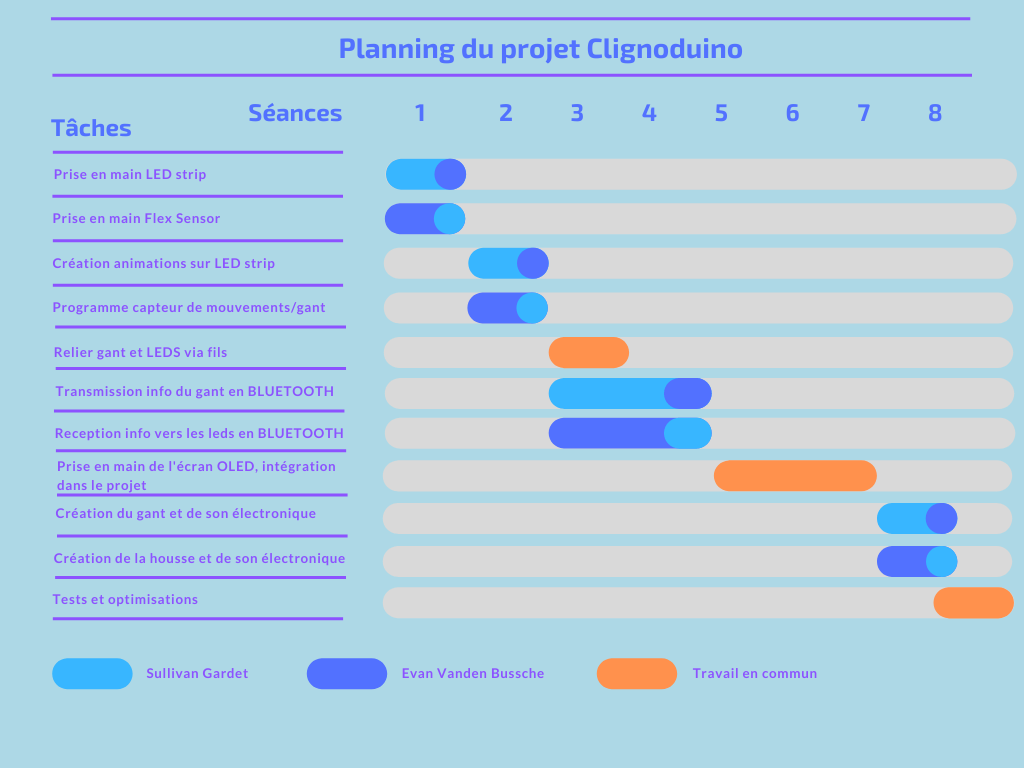 Planning du projet Clignoduino
Séances 1 2 3 4 5 6 7 8
Tâches
Prise en main LED strip
Prise en main Flex Sensor
Création animations sur LED strip
Programme capteur de mouvements/gant
Relier gant et LEDS via fils
Transmission info du gant en BLUETOOTH
Reception info vers les leds en BLUETOOTH
Prise en main de l'écran OLED, intégration
dans le projet
Création du gant et de son électronique
Création de la housse et de son électronique
Tests et optimisations
Sullivan Gardet Evan Vanden Bussche Travail en commun